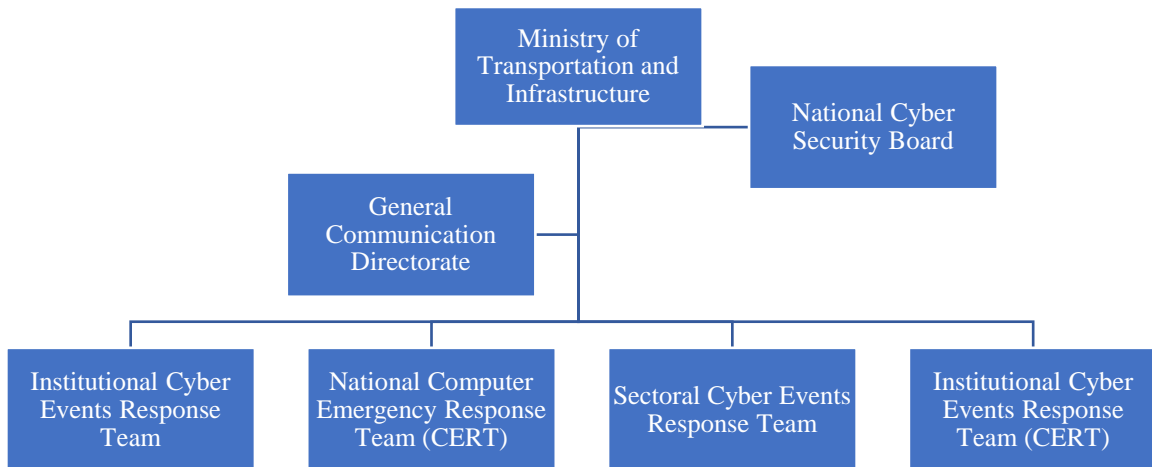 Ministry of
Transportation and
Infrastructure
National Cyber
Security Board
General
Communication
Directorate
Institutional Cyber
Events Response
Team
National Computer
Emergency Response
Team (CERT)
Sectoral Cyber Events
Response Team
Institutional Cyber
Events Response
Team (CERT)